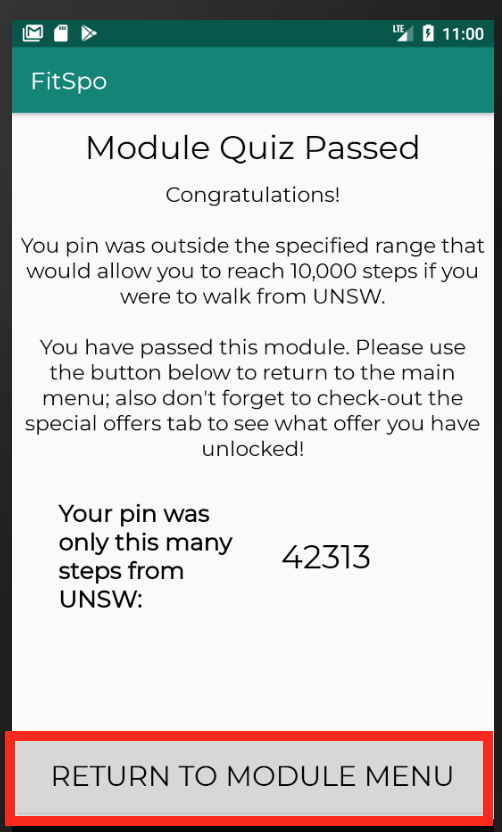 LTE 11:00
FitSpo
Module Quiz Passed
Congratulations!
You pin was outside the specified range that
would allow you to reach 10,000 steps if you
were to walk from UNSW.
You have passed this module. Please use
the button below to return to the main
menu; also don't forget to check-out the
special offers tab to see what offer you have
unlocked!
Your pin was
only this many
steps from
UNSW:
42313
RETURN TO MODULE MENU